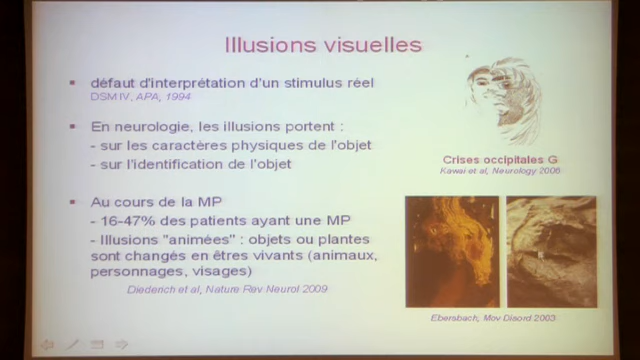 Illusions visuelles
défaut d'interprétation d'un stimulus réel
DSM IV, APA, 1994
En neurologie, les illusions portent :
- sur les caractères physiques de l'objet
- sur l'identification de l'objet
Au cours de la MP
- 16-47% des patients ayant une MP
- Illusions "animées" : objets ou plantes
sont changés en êtres vivants (animaux,
personnages, visages)
Diederich et al, Nature Rev Neurol 2009
Crises occipitales G
Kawai et al, Neurology 2006
Ebersbach, Mov Disord 2003